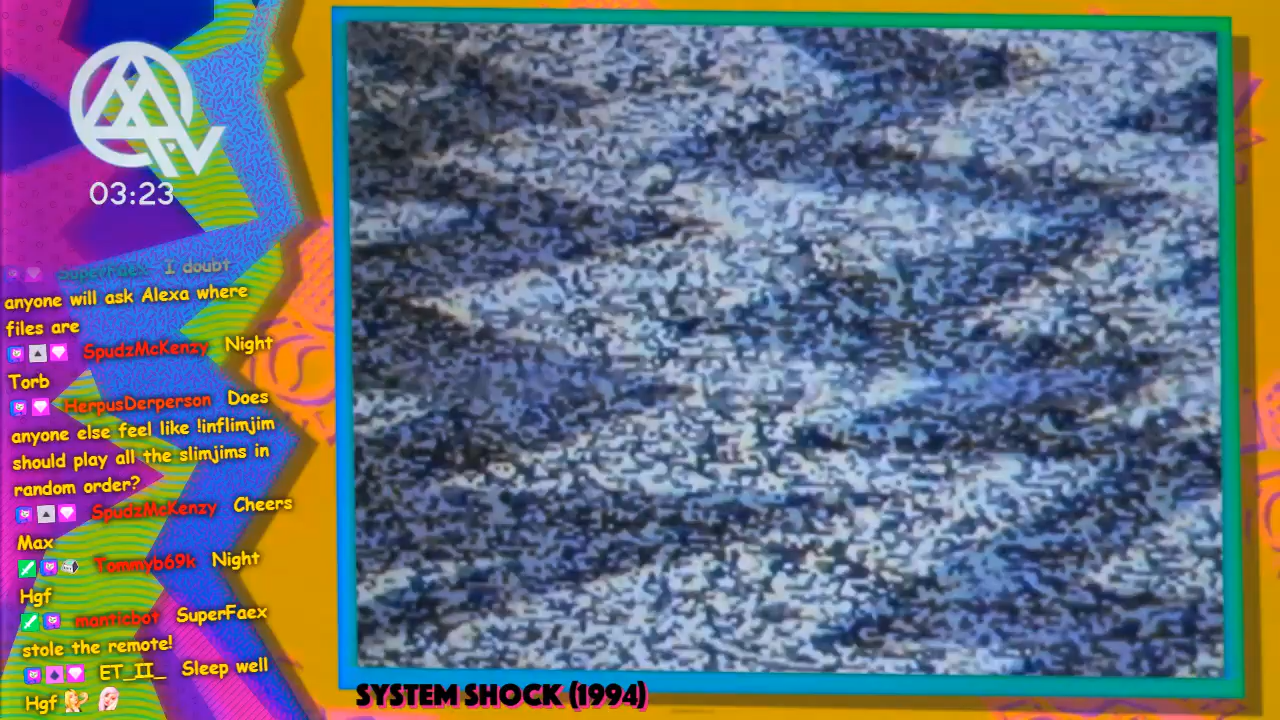 03:23
SuperFaex I doubt
anyone will ask Alexa where
files are
SpudzMcKenzy Night
Torb
HerpusDerperson Does
anyone else feel like !inflimjim
should play all the slimjims in
random order?
SpudzMcKenzy Cheers
Max
Tommyb69k Night
Hgf
manticbot SuperFaex
stole the remote!
ET_II_ Sleep well
Hgf
SYSTEM SHOCK (1994)